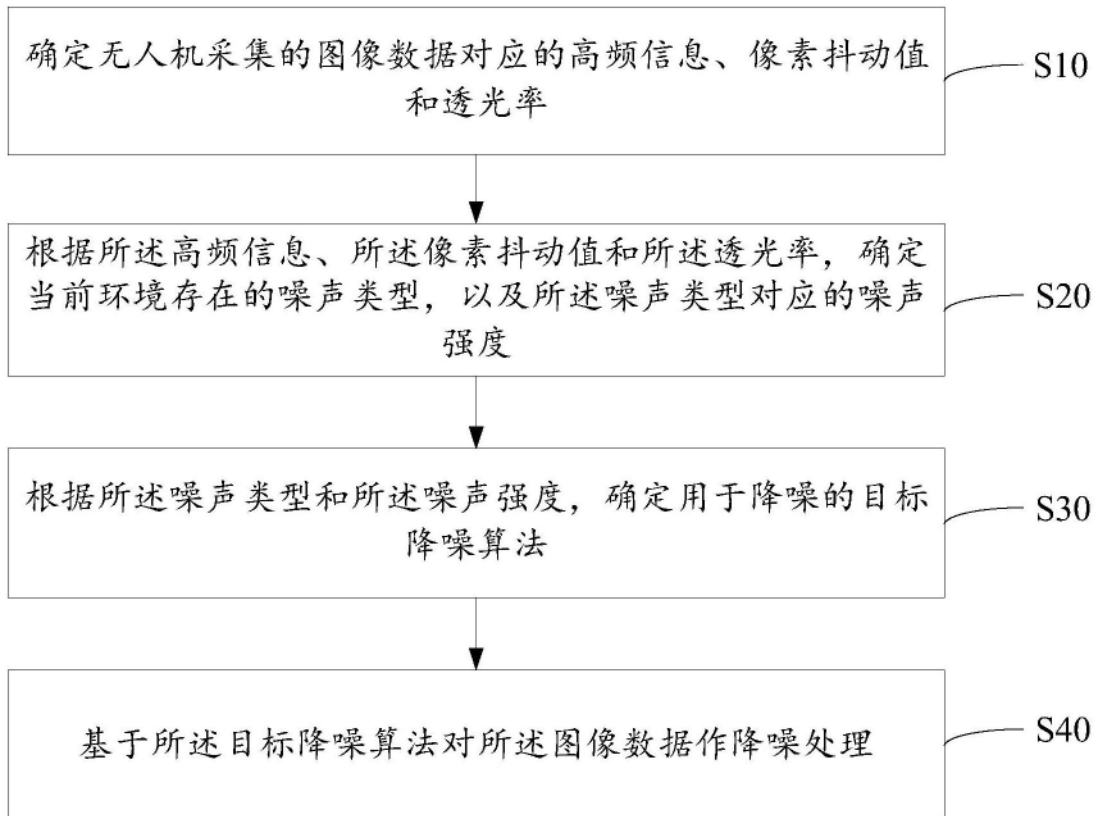 确定无人机采集的图像数据对应的高频信息、像素抖动值
和透光率
S10
根据所述高频信息、所述像素抖动值和所述透光率，确定
当前环境存在的噪声类型，以及所述噪声类型对应的噪声
强度
S20
根据所述噪声类型和所述噪声强度，确定用于降噪的目标
降噪算法
S30
基于所述目标降噪算法对所述图像数据作降噪处理
S40